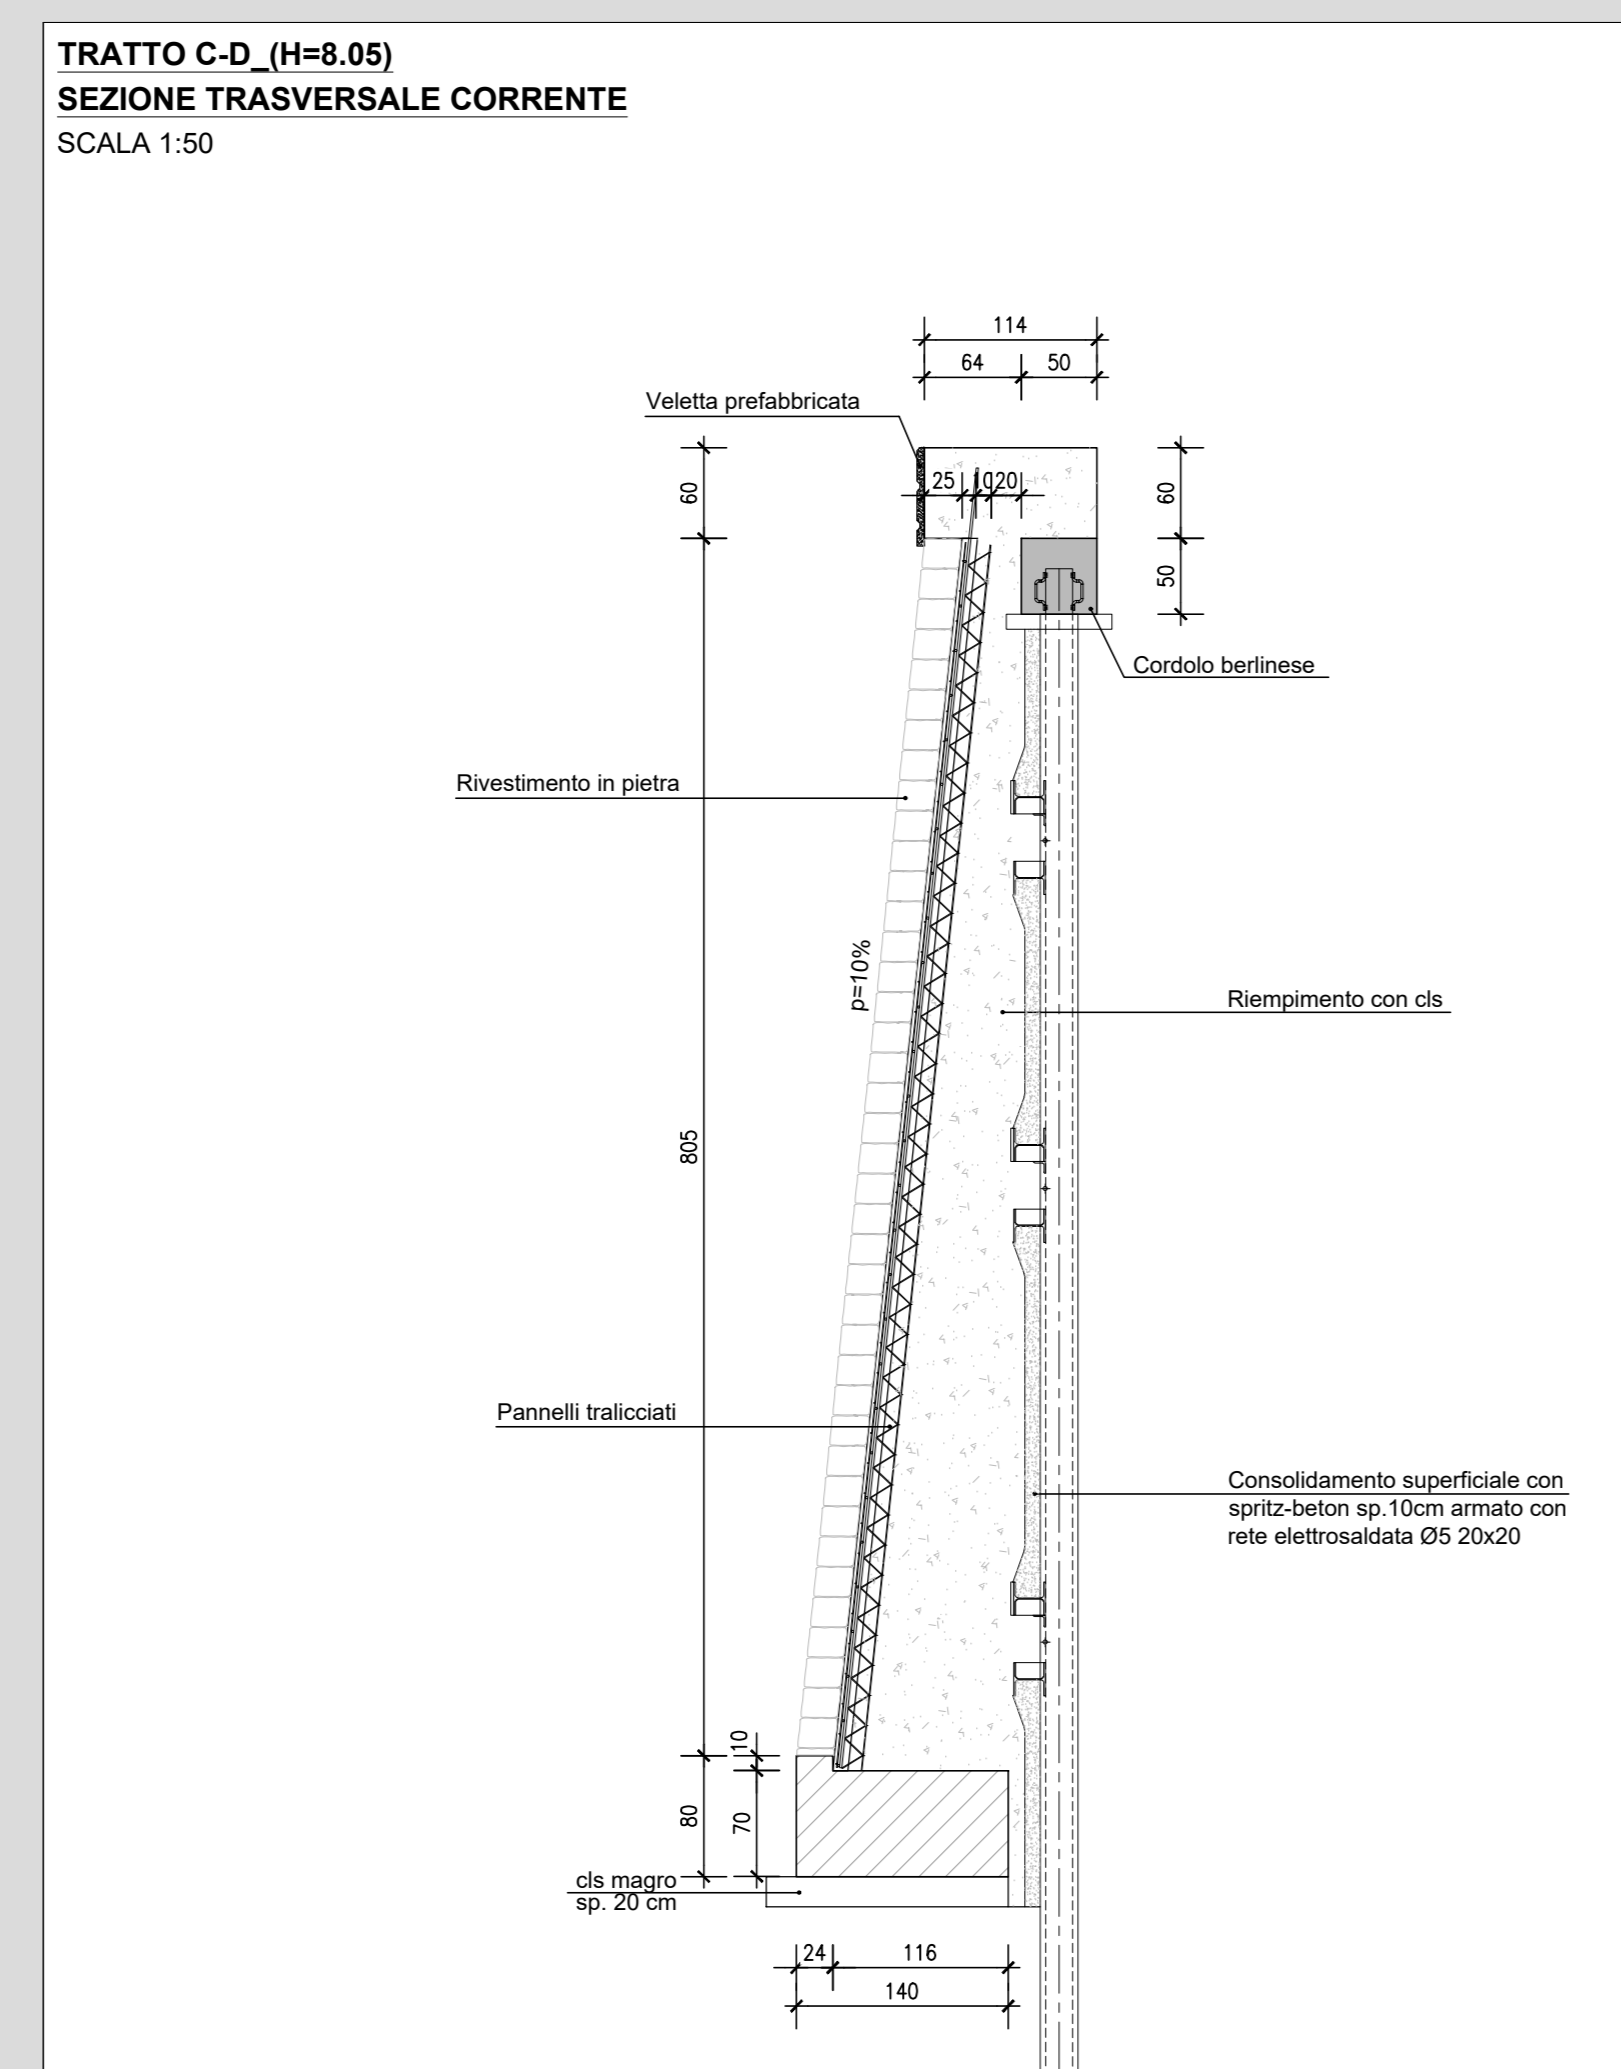 TRATTO C-D_(H=8.05)
SEZIONE TRASVERSALE CORRENTE
SCALA 1:50
114
64
50
Veletta prefabbricata
60
25
10
20
60
50
Cordolo berlinese
Rivestimento in pietra
p=10%
Riempimento con cls
805
Pannelli tralicciati
Consolidamento superficiale con
spritz-beton sp.10cm armato con
rete elettrosaldata Ø5 20x20
10
80
70
cls magro
sp. 20 cm
24
116
140